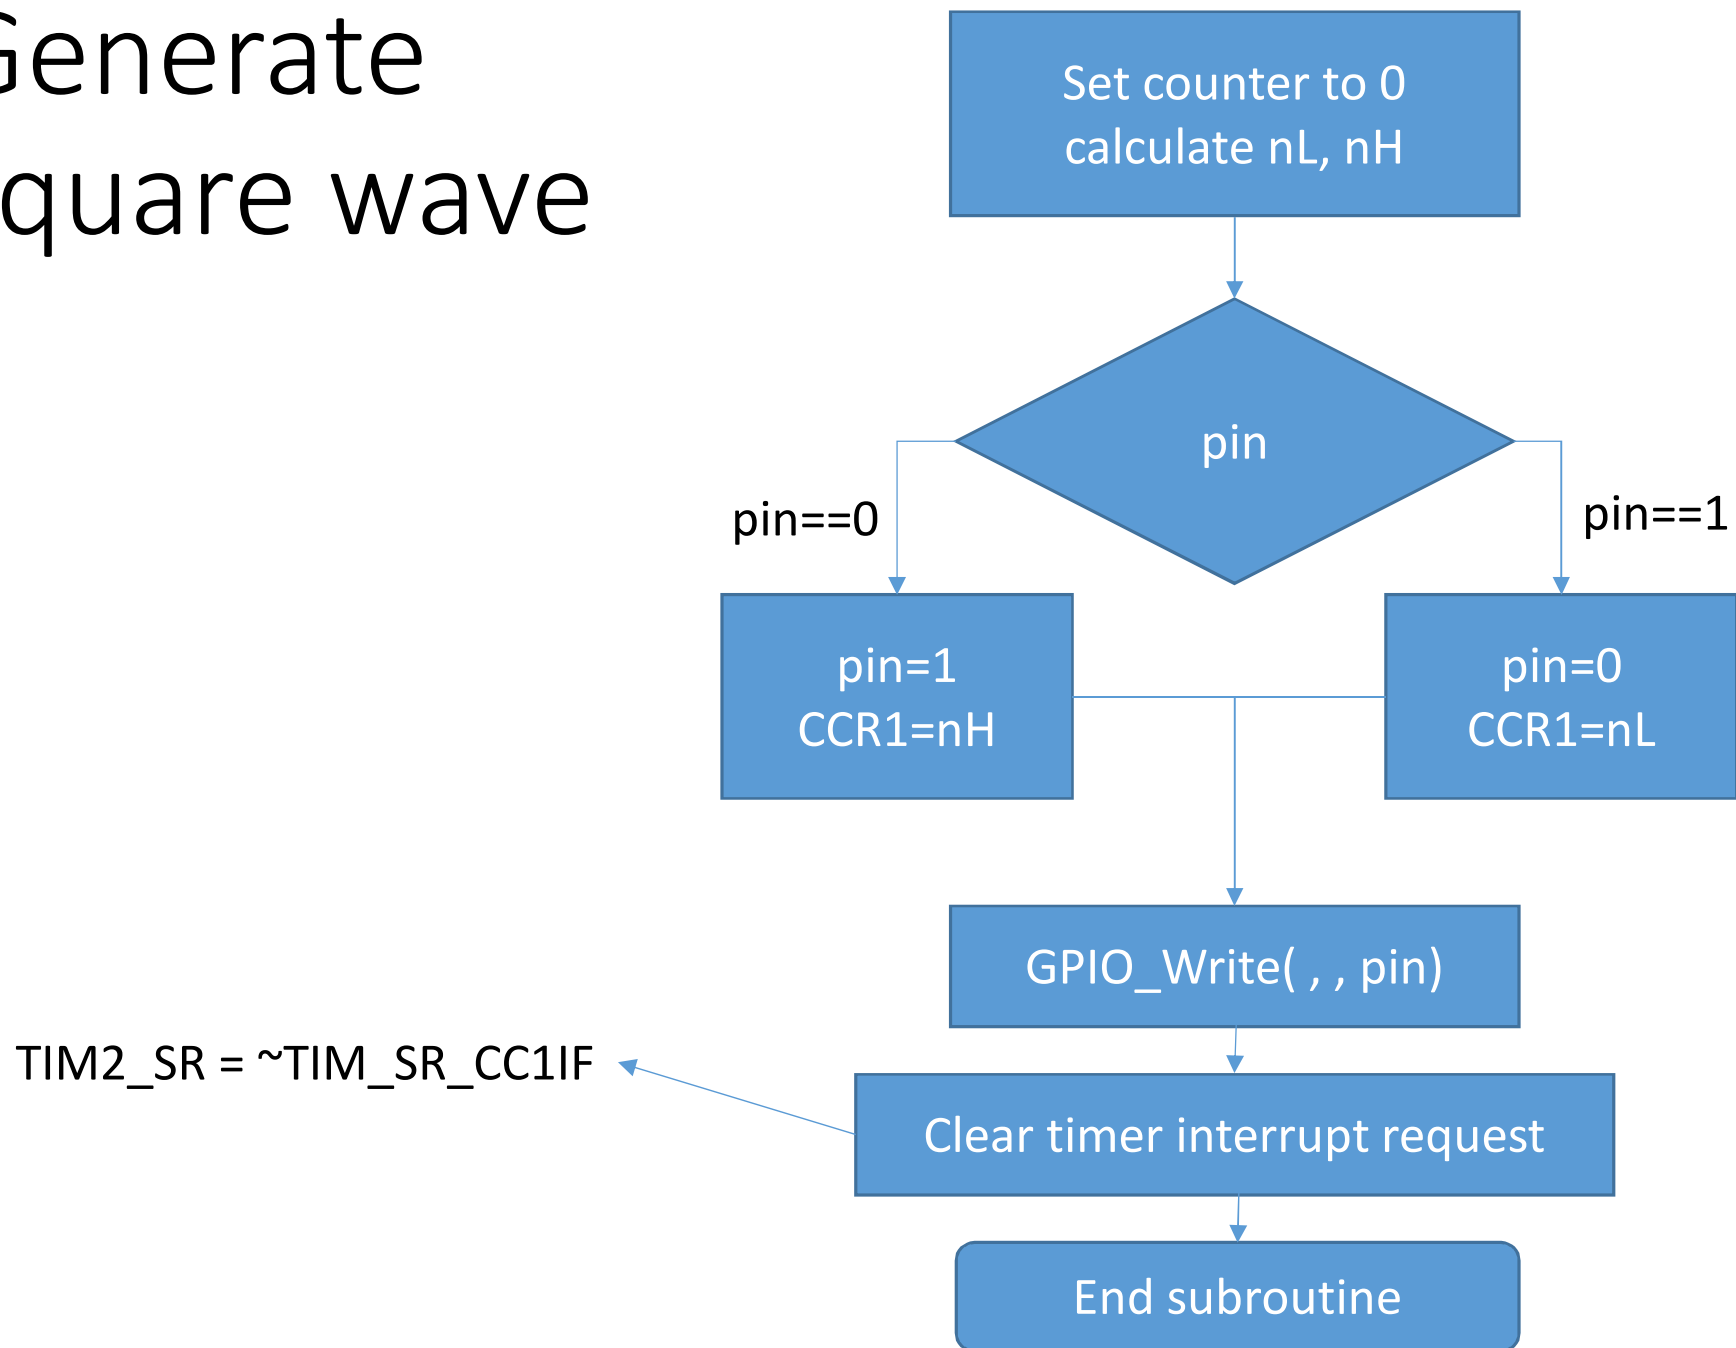 Generate
quare wave
Set counter to 0
calculate nL, nH
pin
pin==0
pin==1
pin=1
CCR1=nH
pin=0
CCR1=nL
GPIO_Write( , , pin)
TIM2_SR = ~TIM_SR_CC1IF
Clear timer interrupt request
End subroutine